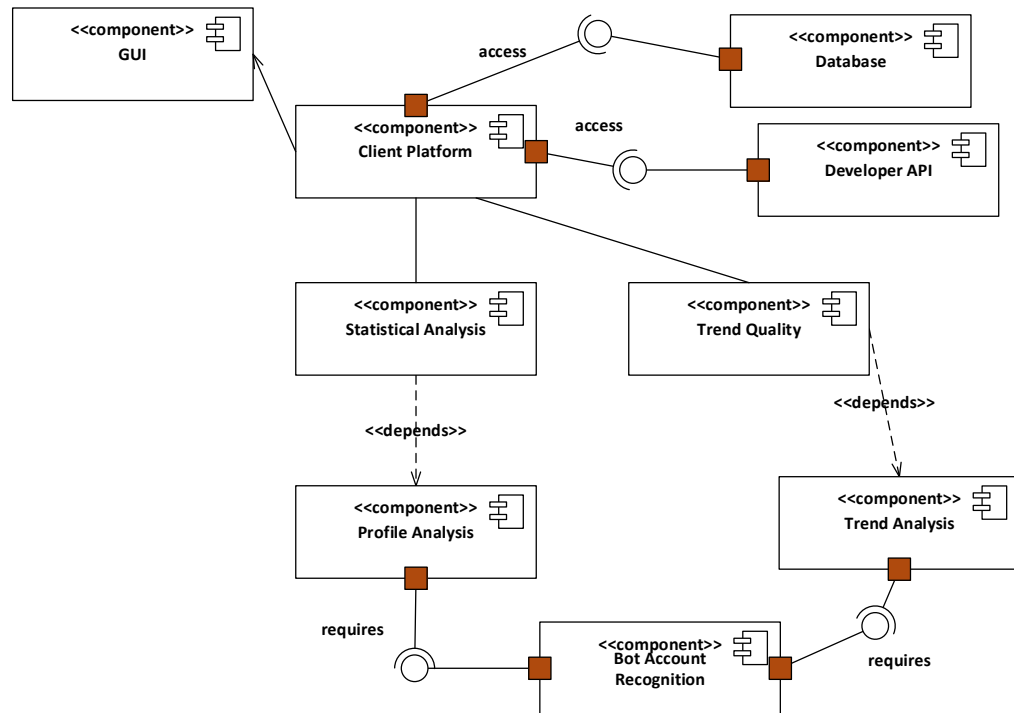 <<component>>
GUI
access
<<component>>
Database
<<component>>
Client Platform
access
<<component>>
Developer API
<<component>>
Statistical Analysis
<<component>>
Trend Quality
<<depends>>
<<depends>>
<<component>>
Profile Analysis
<<component>>
Trend Analysis
requires
<<component>>
Bot Account
Recognition
requires